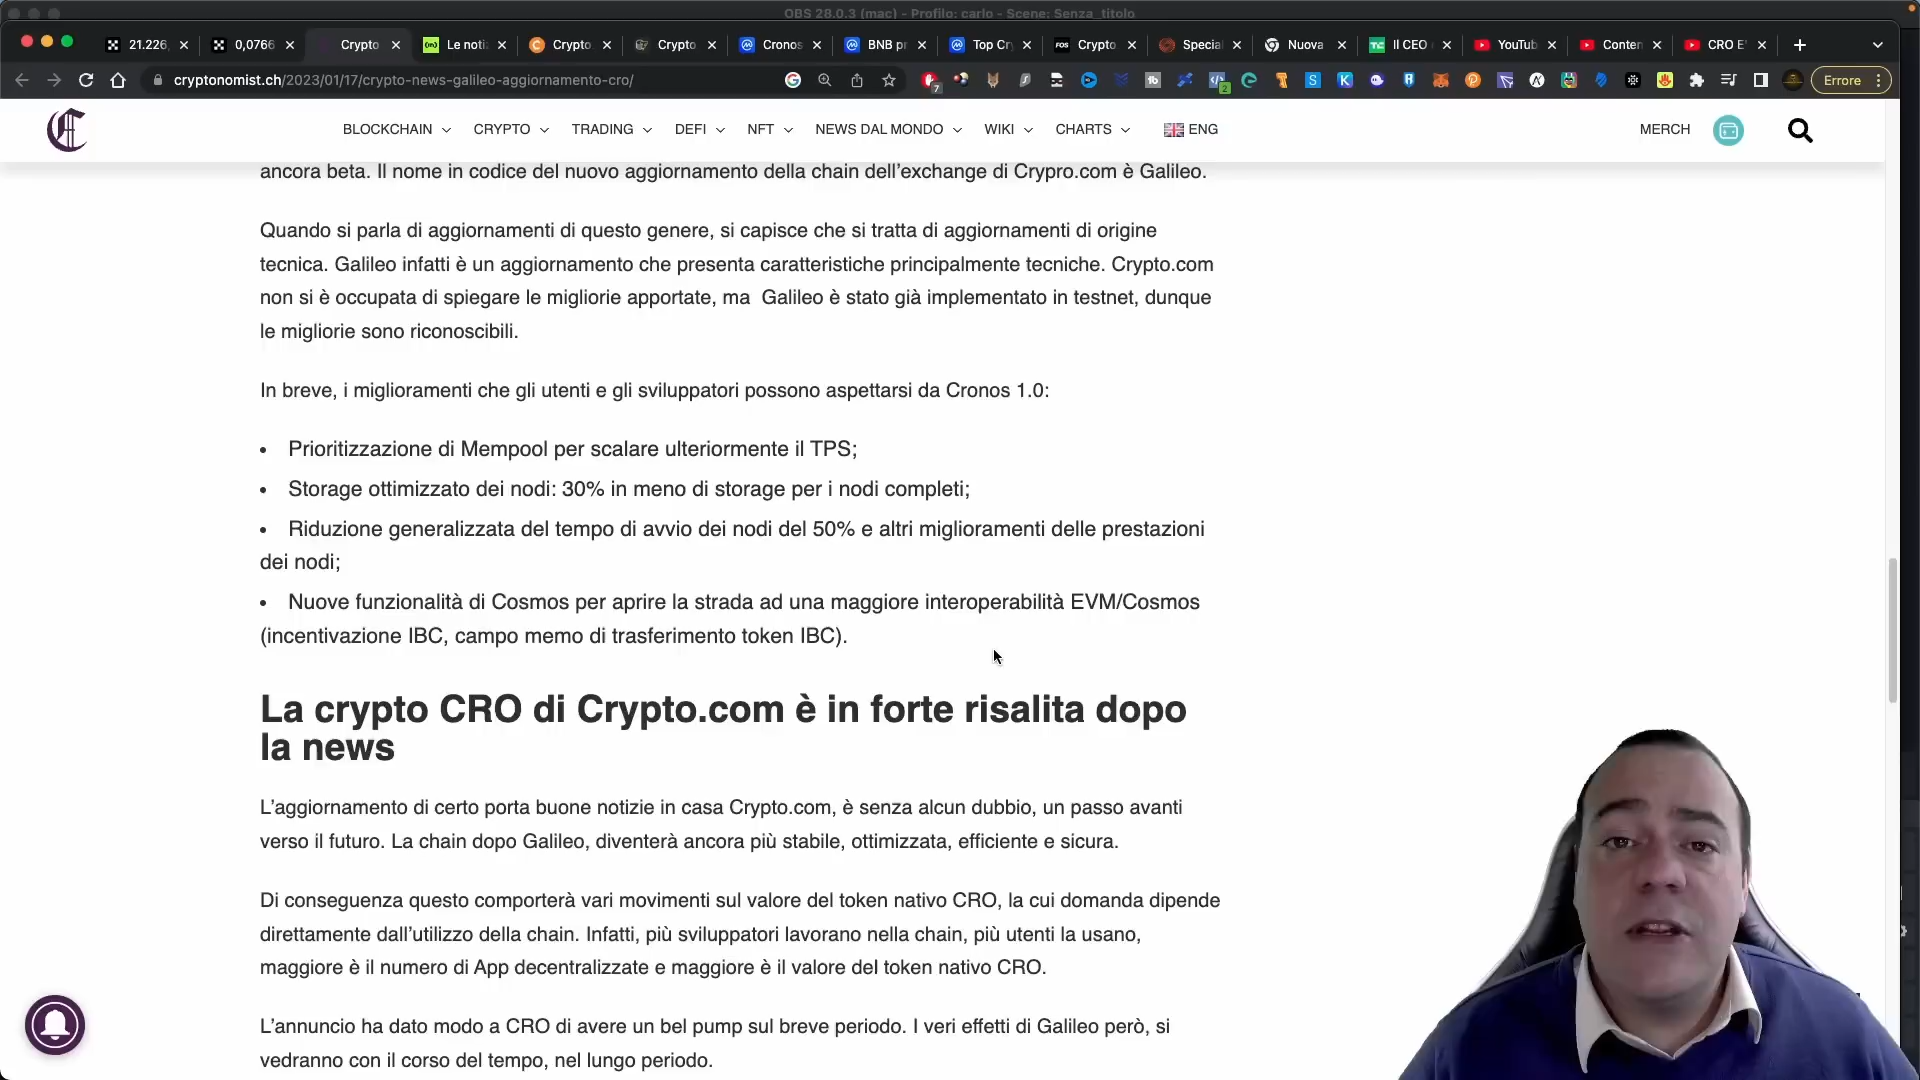 OBS 28.0.3 (mac) - Profilo: carlo - Scene: Senza_titolo
21.226, 0,0766 Crypto Le noti: Crypto. Crypto Cronos BNB p Top Cr Crypto Specia Nuova Il CEO YouTub Conten CRO E
cryptonomist.ch/2023/01/17/crypto-news-galileo-aggiornamento-cro/ 7 2 Errore
BLOCKCHAIN CRYPTO TRADING DEFI NFT NEWS DAL MONDO WIKI CHARTS ENG MERCH
ancora beta. Il nome in codice del nuovo aggiornamento della chain dell’exchange di Crypro.com è Galileo.
Quando si parla di aggiornamenti di questo genere, si capisce che si tratta di aggiornamenti di origine
tecnica. Galileo infatti è un aggiornamento che presenta caratteristiche principalmente tecniche. Crypto.com
non si è occupata di spiegare le migliorie apportate, ma Galileo è stato già implementato in testnet, dunque
le migliorie sono riconoscibili.
In breve, i miglioramenti che gli utenti e gli sviluppatori possono aspettarsi da Cronos 1.0:
• Prioritizzazione di Mempool per scalare ulteriormente il TPS;
• Storage ottimizzato dei nodi: 30% in meno di storage per i nodi completi;
• Riduzione generalizzata del tempo di avvio dei nodi del 50% e altri miglioramenti delle prestazioni
dei nodi;
• Nuove funzionalità di Cosmos per aprire la strada ad una maggiore interoperabilità EVM/Cosmos
(incentivazione IBC, campo memo di trasferimento token IBC).
La crypto CRO di Crypto.com è in forte risalita dopo
la news
L’aggiornamento di certo porta buone notizie in casa Crypto.com, è senza alcun dubbio, un passo avanti
verso il futuro. La chain dopo Galileo, diventerà ancora più stabile, ottimizzata, efficiente e sicura.
Di conseguenza questo comporterà vari movimenti sul valore del token nativo CRO, la cui domanda dipende
direttamente dall’utilizzo della chain. Infatti, più sviluppatori lavorano nella chain, più utenti la usano,
maggiore è il numero di App decentralizzate e maggiore è il valore del token nativo CRO.
L’annuncio ha dato modo a CRO di avere un bel pump sul breve periodo. I veri effetti di Galileo però, si
vedranno con il corso del tempo, nel lungo periodo.